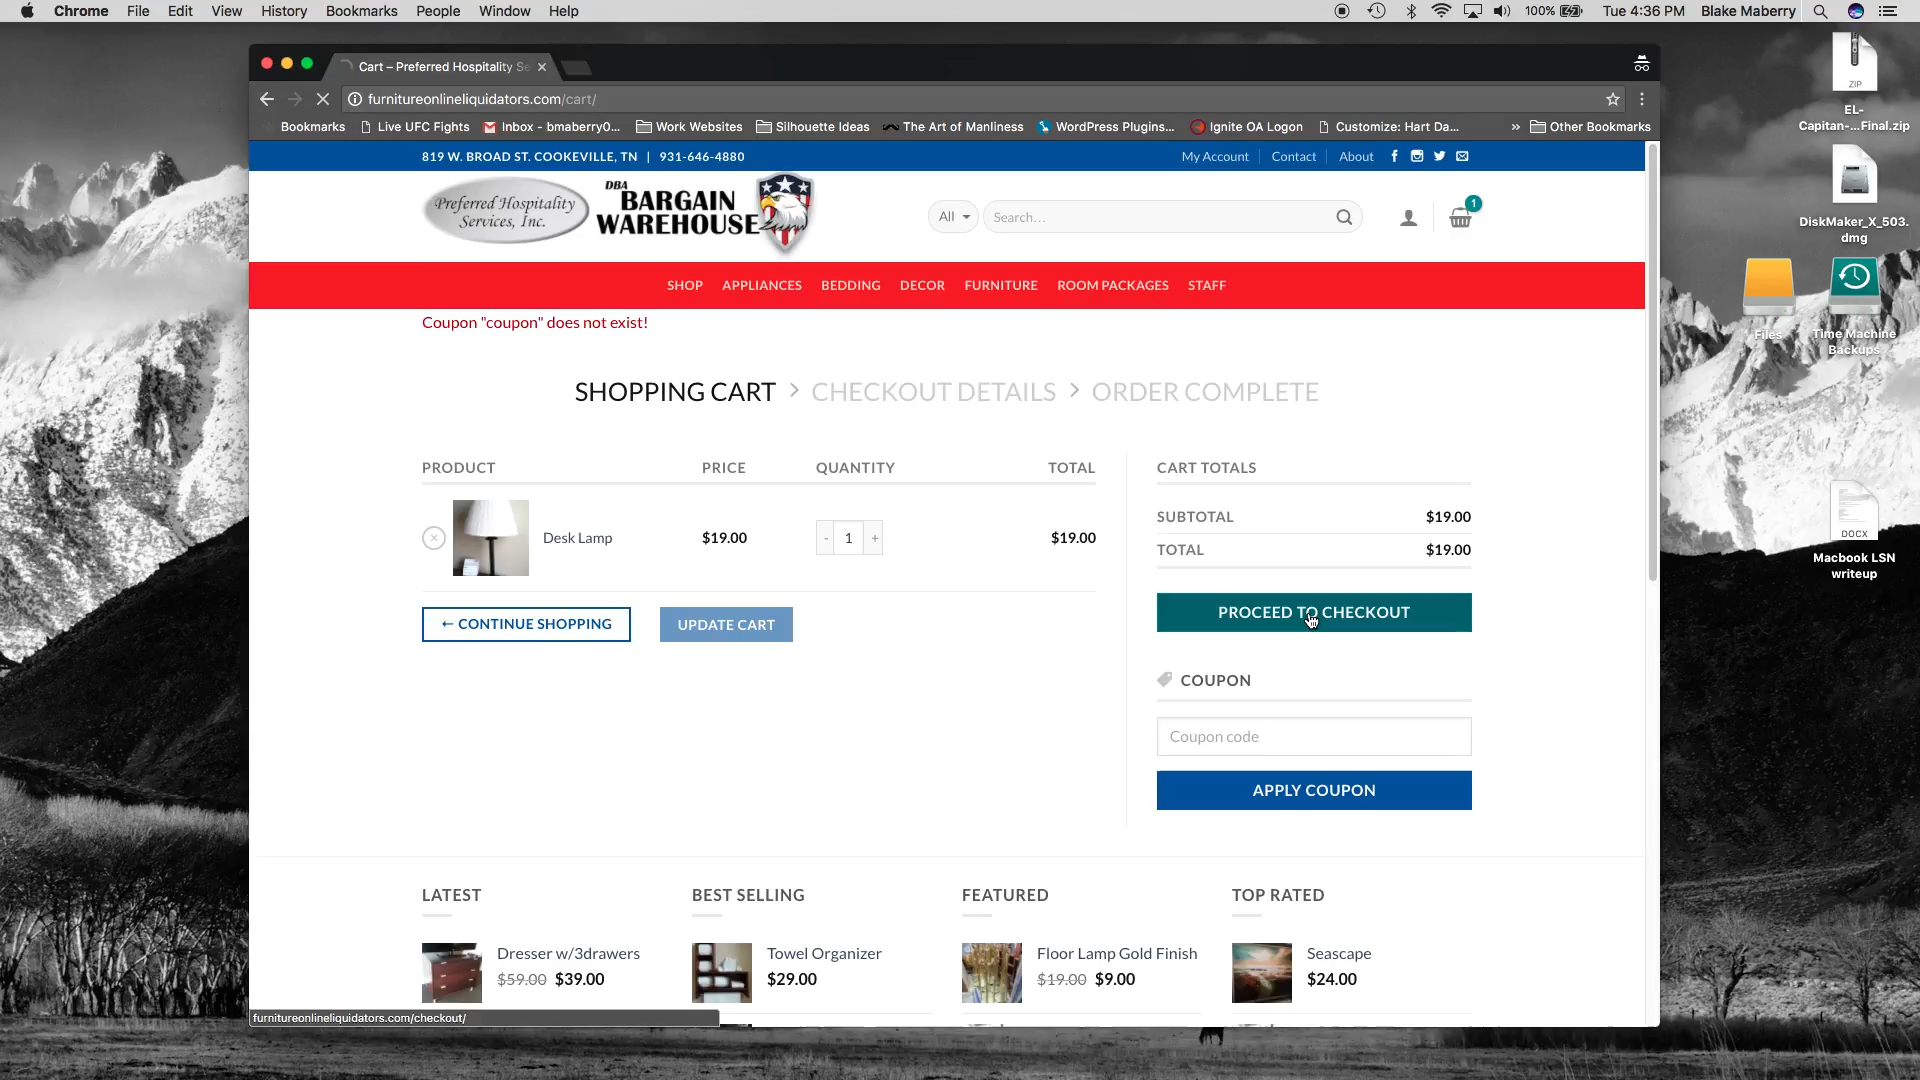 Chrome File Edit View History Bookmarks People Window Help 100% Tue 4:36 PM Blake Maberry
Cart – Preferred Hospitality Se
furnitureonlineliquidators.com/cart/
Bookmarks Live UFC Fights Inbox - bmaberry0... Work Websites Silhouette Ideas The Art of Manliness WordPress Plugins... Ignite OA Logon Customize: Hart Da... » Other Bookmarks
819 W. BROAD ST. COOKEVILLE, TN | 931-646-4880 My Account Contact About
Preferred Hospitality Services, Inc.
DBA
BARGAIN
WAREHOUSE
All Search... 1
SHOP APPLIANCES BEDDING DECOR FURNITURE ROOM PACKAGES STAFF
Coupon "coupon" does not exist!
SHOPPING CART > CHECKOUT DETAILS > ORDER COMPLETE
PRODUCT PRICE QUANTITY TOTAL
Desk Lamp $19.00 - 1 + $19.00
← CONTINUE SHOPPING UPDATE CART
CART TOTALS
SUBTOTAL $19.00
TOTAL $19.00
PROCEED TO CHECKOUT
COUPON
Coupon code
APPLY COUPON
LATEST
Dresser w/3drawers
$59.00 $39.00
BEST SELLING
Towel Organizer
$29.00
FEATURED
Floor Lamp Gold Finish
$19.00 $9.00
TOP RATED
Seascape
$24.00
furnitureonlineliquidators.com/checkout/
ZIP
EL-
Capitan-...Final.zip
DiskMaker_X_503.
dmg
Files
Time Machine
Backups
DOCX
Macbook LSN
writeup